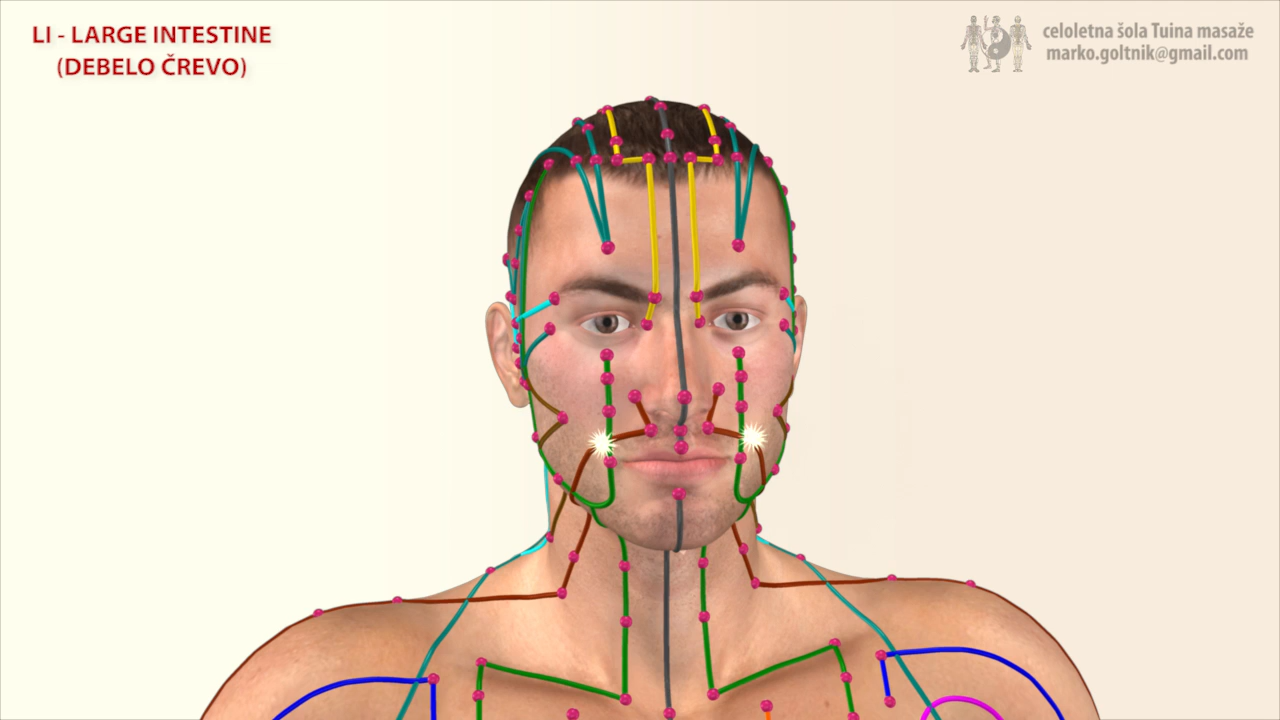 LI - LARGE INTESTINE
(DEBELO ČREVO)
celoletna šola Tuina masaže
marko.goltnik@gmail.com